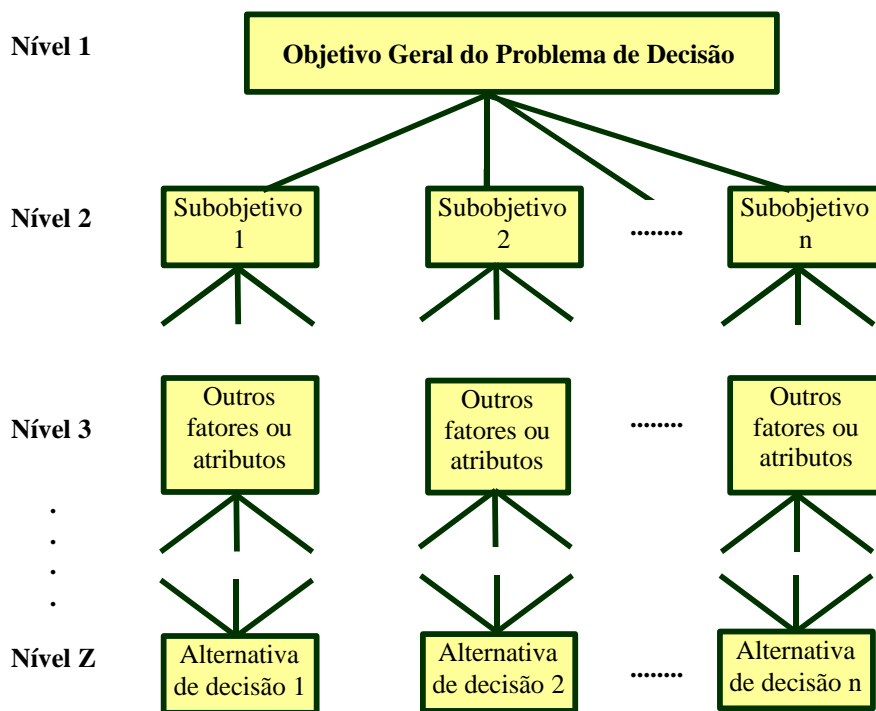 Nível 1
Objetivo Geral do Problema de Decisão
Nível 2
Subobjetivo
1
Subobjetivo
2
........
Subobjetivo
n
Nível 3
Outros
fatores ou
atributos
Outros
fatores ou
atributos
........
Outros
fatores ou
atributos
.
.
.
.
Nível Z
Alternativa
de decisão 1
Alternativa
de decisão 2
........
Alternativa
de decisão n